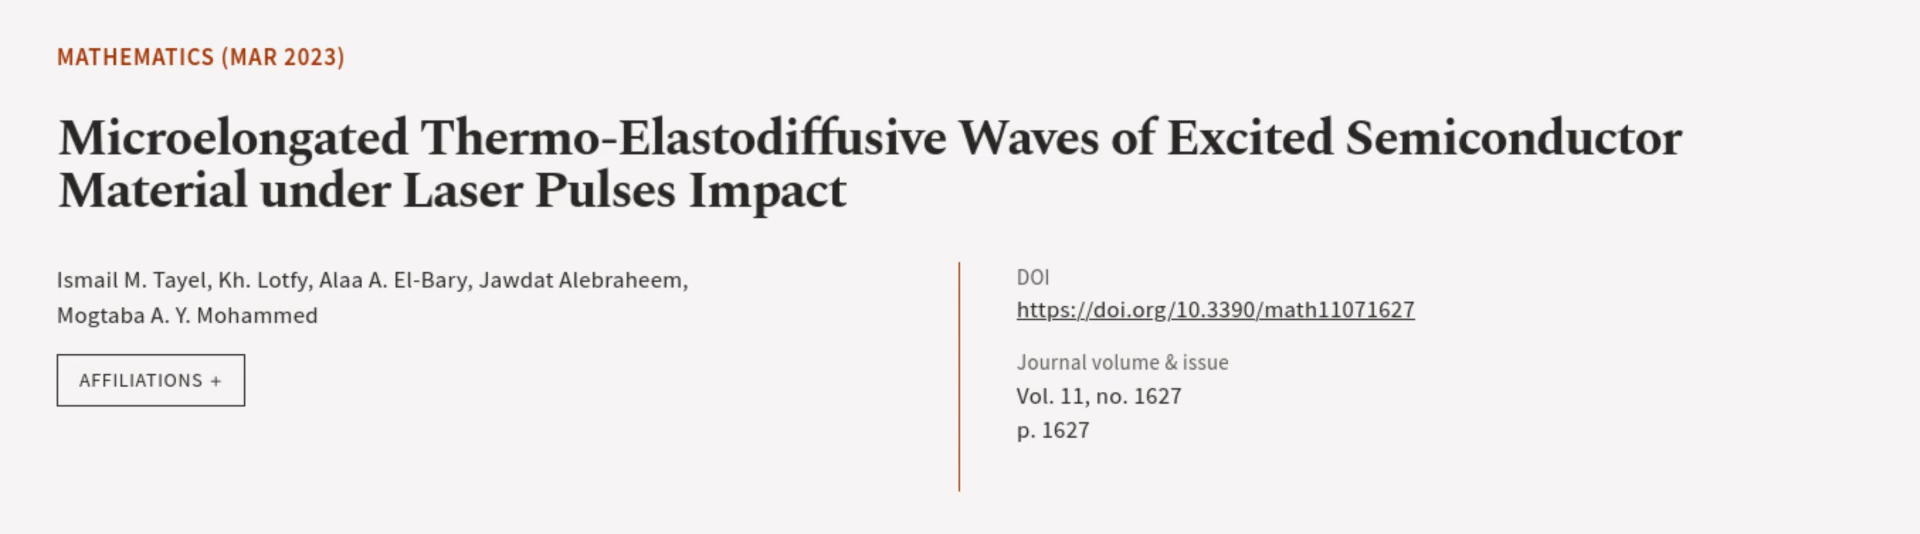 MATHEMATICS (MAR 2023)
Microelongated Thermo-Elastodiffusive Waves of Excited Semiconductor
Material under Laser Pulses Impact
Ismail M. Tayel, Kh. Lotfy, Alaa A. El-Bary, Jawdat Alebraheem,
Mogtaba A. Y. Mohammed
AFFILIATIONS +
DOI
https://doi.org/10.3390/math11071627
Journal volume & issue
Vol. 11, no. 1627
p. 1627